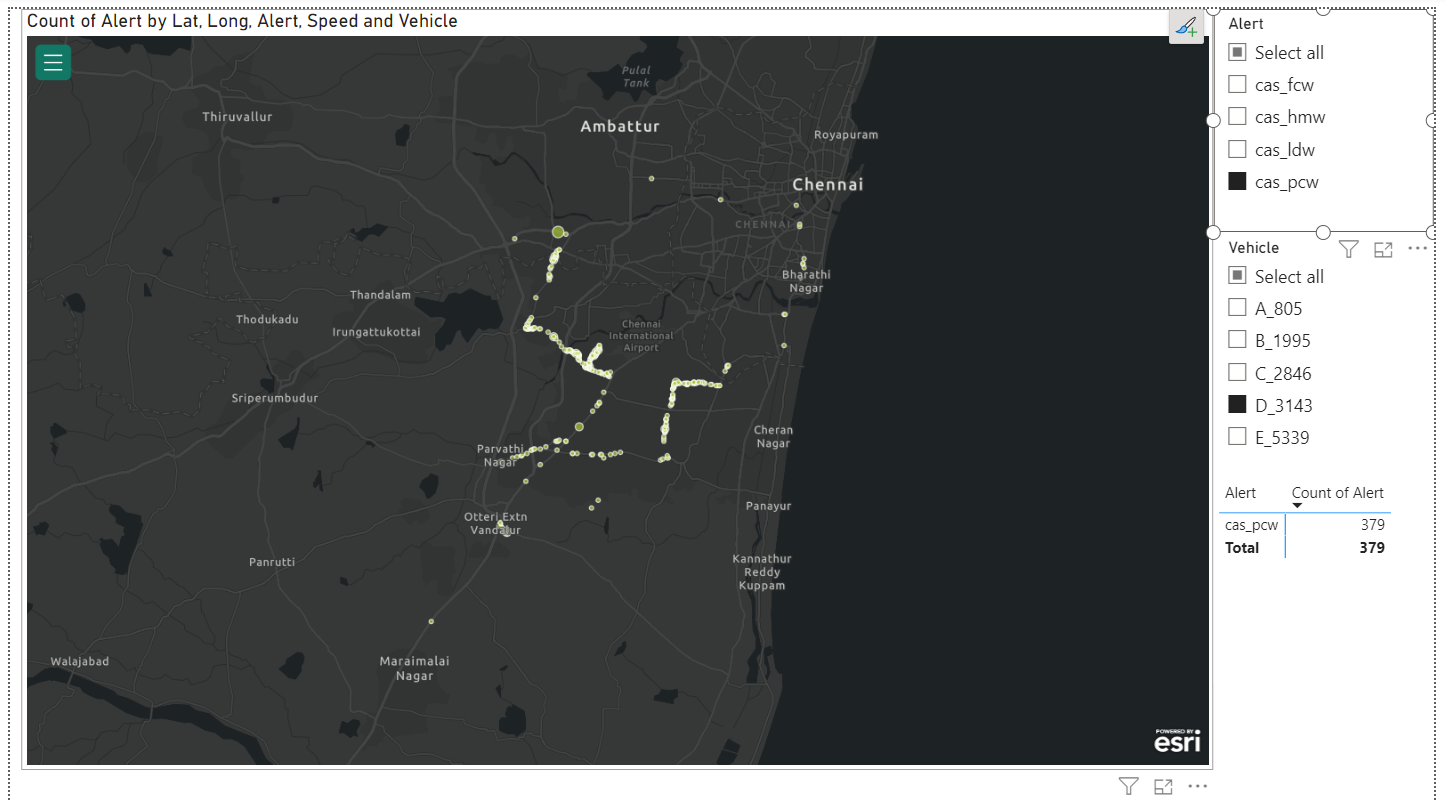 Count of Alert by Lat, Long, Alert, Speed and Vehicle
Pulal
Tank
Thiruvallur
Ambattur
Royapuram
Chennai
CHENNAI
Bharathi
Nagar
Thandalam
Thodukadu
Irungattukottai
Chennai
International
Airport
Sriperumbudur
Cheran
Nagar
Parvathi
Nagar
Panayur
Otteri Extn
Vandalur
Panrutti
Kannathur
Reddy
Kuppam
Walajabad
Maraimalai
Nagar
POWERED BY
esri
Alert
Select all
cas_fcw
cas_hmw
cas_ldw
cas_pcw
Vehicle
Select all
A_805
B_1995
C_2846
D_3143
E_5339
Alert Count of Alert
cas_pcw 379
Total 379